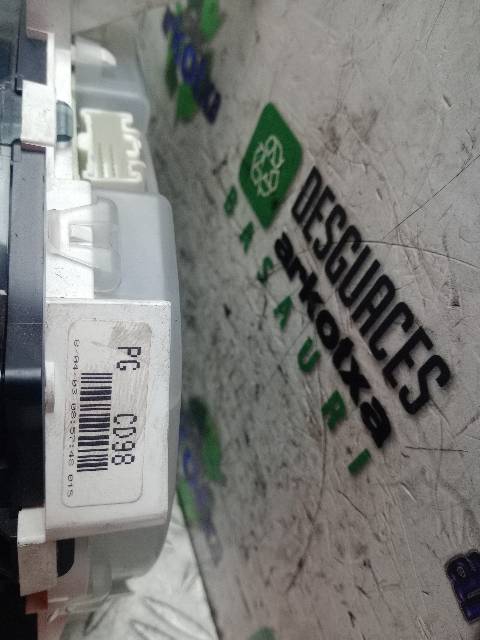 PG CD98
DESGUACES
arkotxa
BASAURI